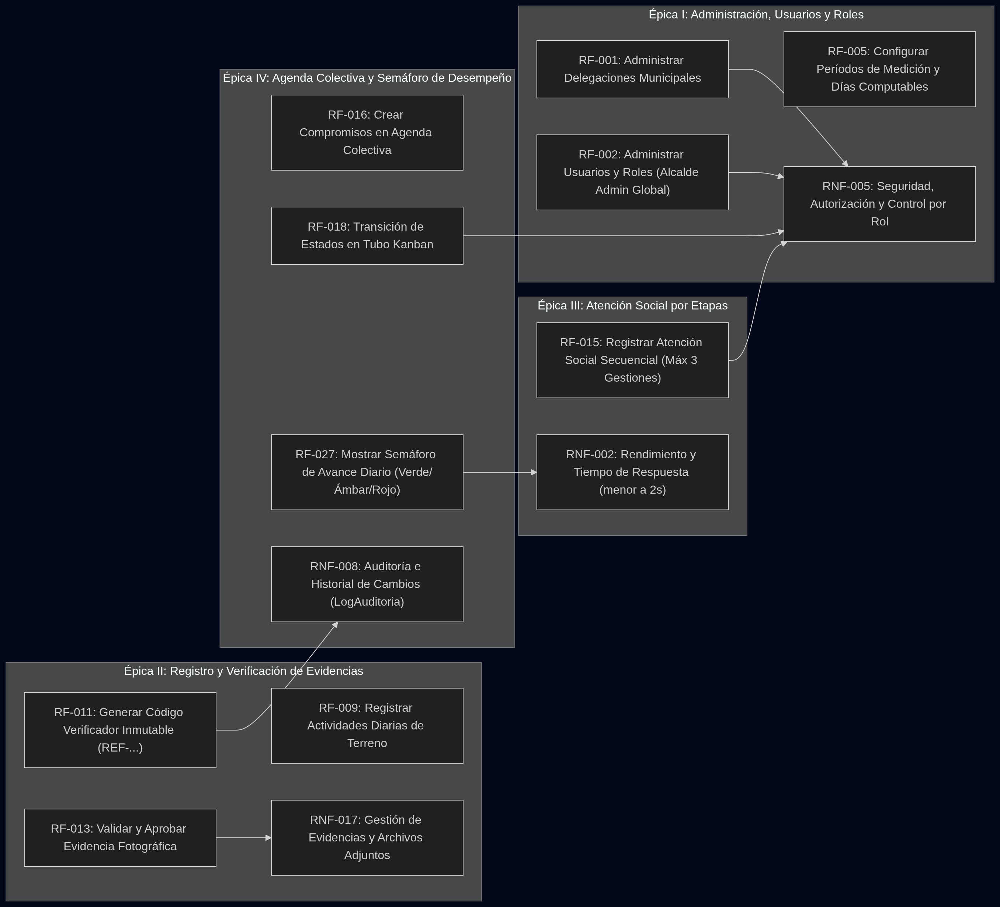 Épica I: Administración, Usuarios y Roles
RF-001: Administrar
Delegaciones Municipales
RF-005: Configurar
Períodos de Medición y
Días Computables
RF-002: Administrar
Usuarios y Roles (Alcalde
Admin Global)
RNF-005: Seguridad,
Autorización y Control por
Rol
Épica IV: Agenda Colectiva y Semáforo de Desempeño
RF-016: Crear
Compromisos en Agenda
Colectiva
RF-018: Transición de
Estados en Tubo Kanban
RF-027: Mostrar Semáforo
de Avance Diario (Verde/
Ámbar/Rojo)
RNF-008: Auditoría e
Historial de Cambios
(LogAuditoria)
Épica III: Atención Social por Etapas
RF-015: Registrar Atención
Social Secuencial (Máx 3
Gestiones)
RNF-002: Rendimiento y
Tiempo de Respuesta
(menor a 2s)
Épica II: Registro y Verificación de Evidencias
RF-011: Generar Código
Verificador Inmutable
(REF-...)
RF-009: Registrar
Actividades Diarias de
Terreno
RF-013: Validar y Aprobar
Evidencia Fotográfica
RNF-017: Gestión de
Evidencias y Archivos
Adjuntos